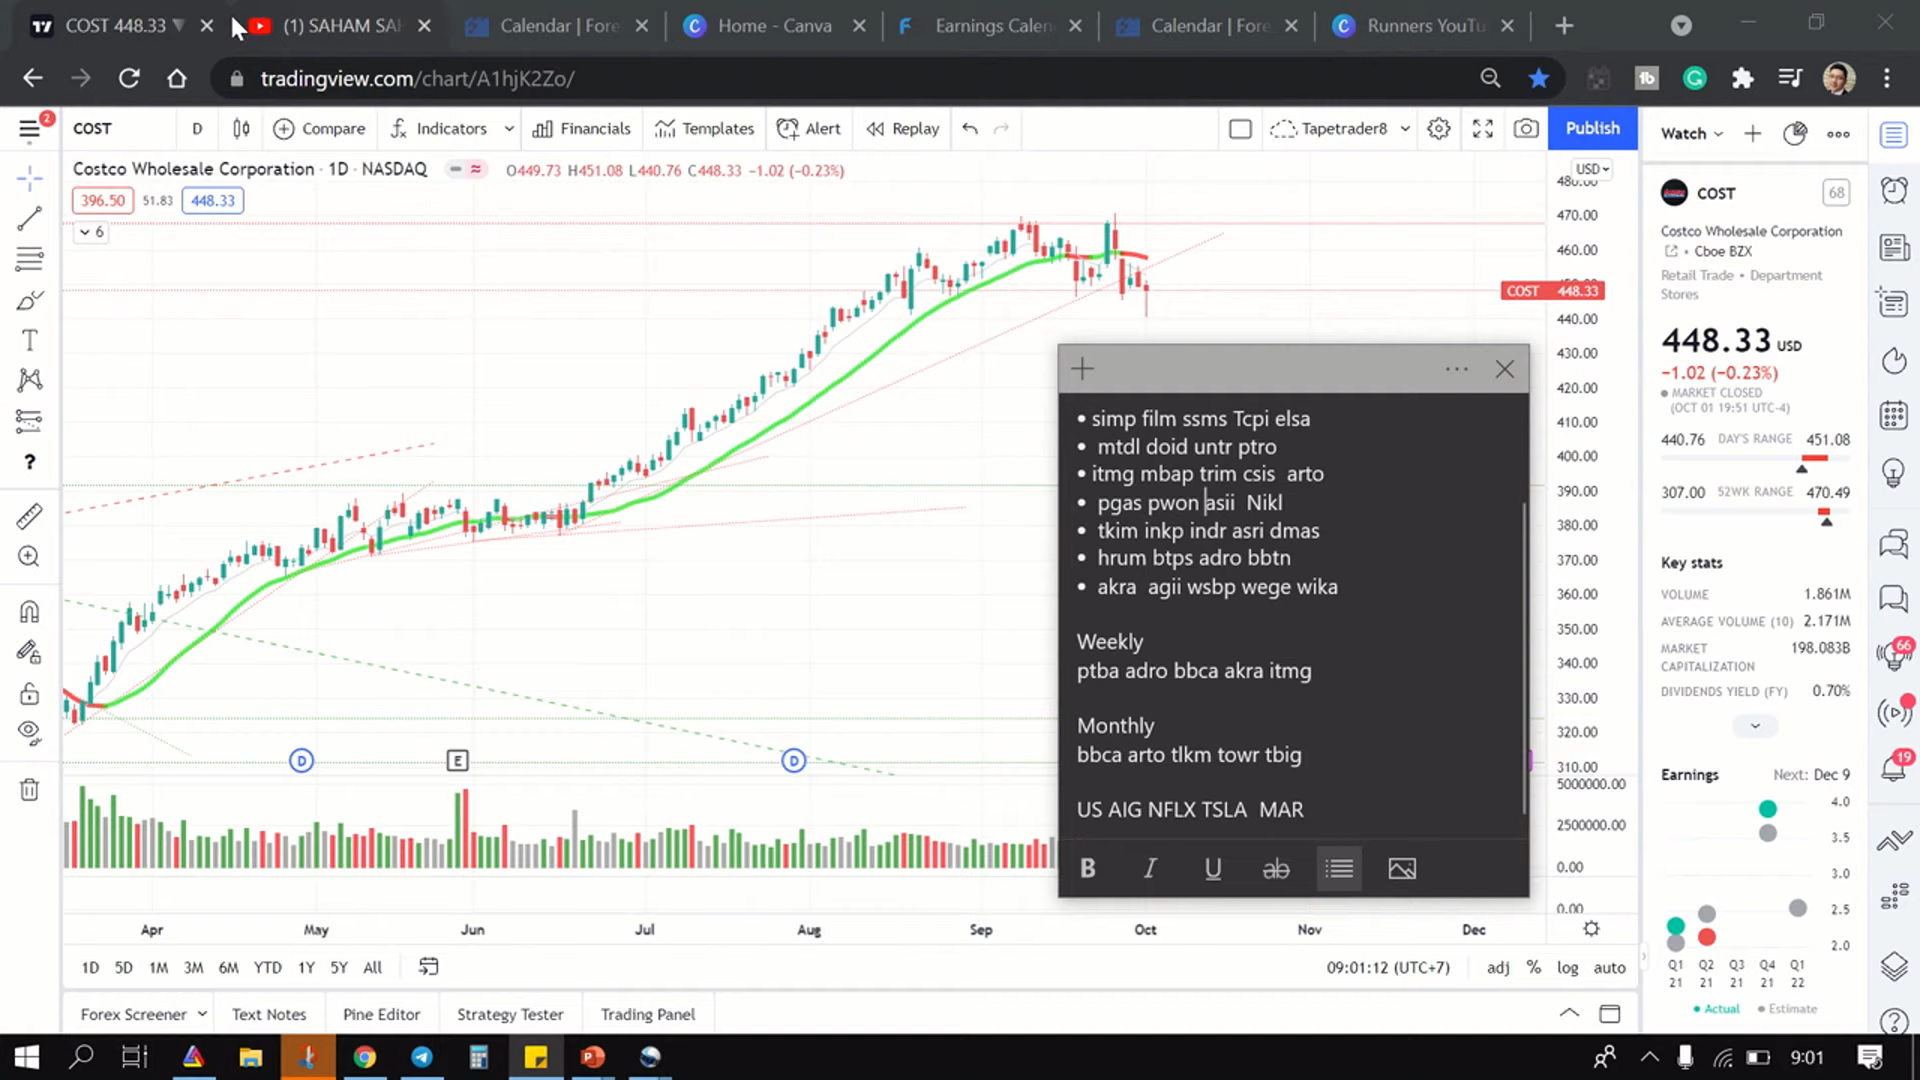 COST 448.33
(1) SAHAM SAH
Calendar | Fore
Home - Canva
Earnings Calen
Calendar | Fore
Runners YouTu
tradingview.com/chart/A1hjK2Zo/
2
COST
D
Compare
Indicators
Financials
Templates
Alert
Replay
Tapetrader8
Publish
Watch
Costco Wholesale Corporation · 1D · NASDAQ
O449.73 H451.08 L440.76 C448.33 −1.02 (−0.23%)
USD
396.50
51.83
448.33
6
480.00
470.00
460.00
COST 448.33
440.00
430.00
420.00
410.00
400.00
390.00
380.00
370.00
360.00
350.00
340.00
330.00
320.00
310.00
5000000.00
2500000.00
0.00
0.00
D
E
D
• simp film ssms Tcpi elsa
• mtdl doid untr ptro
• itmg mbap trim csis arto
• pgas pwon asii Nikl
• tkim inkp indr asri dmas
• hrum btps adro bbtn
• akra agii wsbp wege wika
Weekly
ptba adro bbca akra itmg
Monthly
bbca arto tlkm towr tbig
US AIG NFLX TSLA MAR
B I U ab
Apr May Jun Jul Aug Sep Oct Nov Dec
1D 5D 1M 3M 6M YTD 1Y 5Y All
09:01:12 (UTC+7)
adj % log auto
Forex Screener
Text Notes
Pine Editor
Strategy Tester
Trading Panel
COST
68
Costco Wholesale Corporation
• Cboe BZX
Retail Trade • Department
Stores
448.33 USD
−1.02 (−0.23%)
MARKET CLOSED
(OCT 01 19:51 UTC-4)
440.76 DAY'S RANGE 451.08
307.00 52WK RANGE 470.49
Key stats
VOLUME 1.861M
AVERAGE VOLUME (10) 2.171M
MARKET CAPITALIZATION 198.083B
DIVIDENDS YIELD (FY) 0.70%
Earnings
Next: Dec 9
4.0
3.5
3.0
2.5
2.0
Q1 Q2 Q3 Q4 Q1
21 21 21 21 22
Actual
Estimate
66
19
9:01